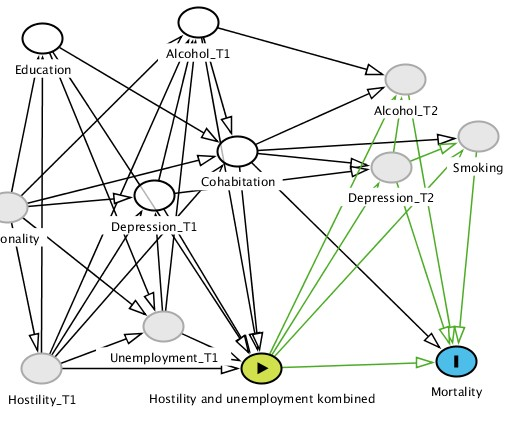 Alcohol_T1
Education
Alcohol_T2
Smoking
Cohabitation
Depression_T2
Depression_T1
onality
Unemployment_T1
Hostility_T1
Hostility and unemployment kombined
Mortality